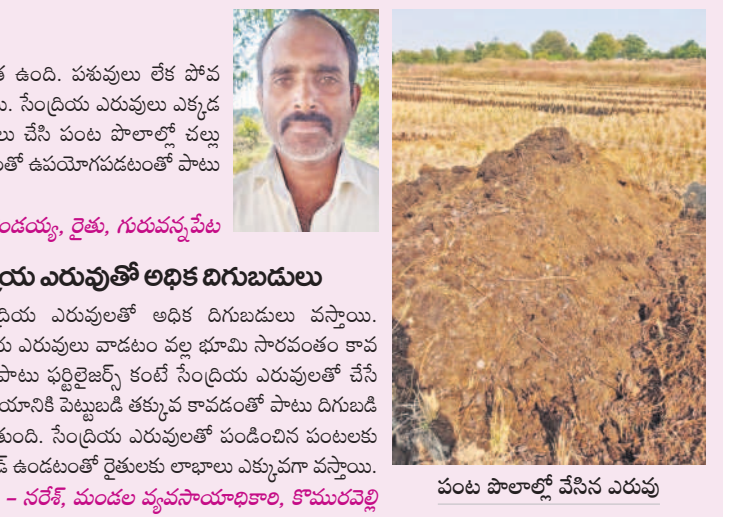 ఉంది. పశువులు లేక పోవ
సేంద్రియ ఎరువులు ఎక్కడ
చేసి పంట పొలాల్లో చల్లు
ఉపయోగపడటంతో పాటు
రైతు, గురువన్నపేట
ఎరువుతో అధిక దిగుబడులు
ఎరువులతో అధిక దిగుబడులు వస్తాయి.
ఎరువులు వాడటం వల్ల భూమి సారవంతం కావ
పాటు ఫర్టిలైజర్స్ కంటే సేంద్రియ ఎరువులతో చేసే
పెట్టుబడి తక్కువ కావడంతో పాటు దిగుబడి
సేంద్రియ ఎరువులతో పండించిన పంటలకు
ఉండటంతో రైతులకు లాభాలు ఎక్కువగా వస్తాయి.
– నరేశ్, మండల వ్యవసాయాధికారి, కొమురవెల్లి
పంట పొలాల్లో వేసిన ఎరువు